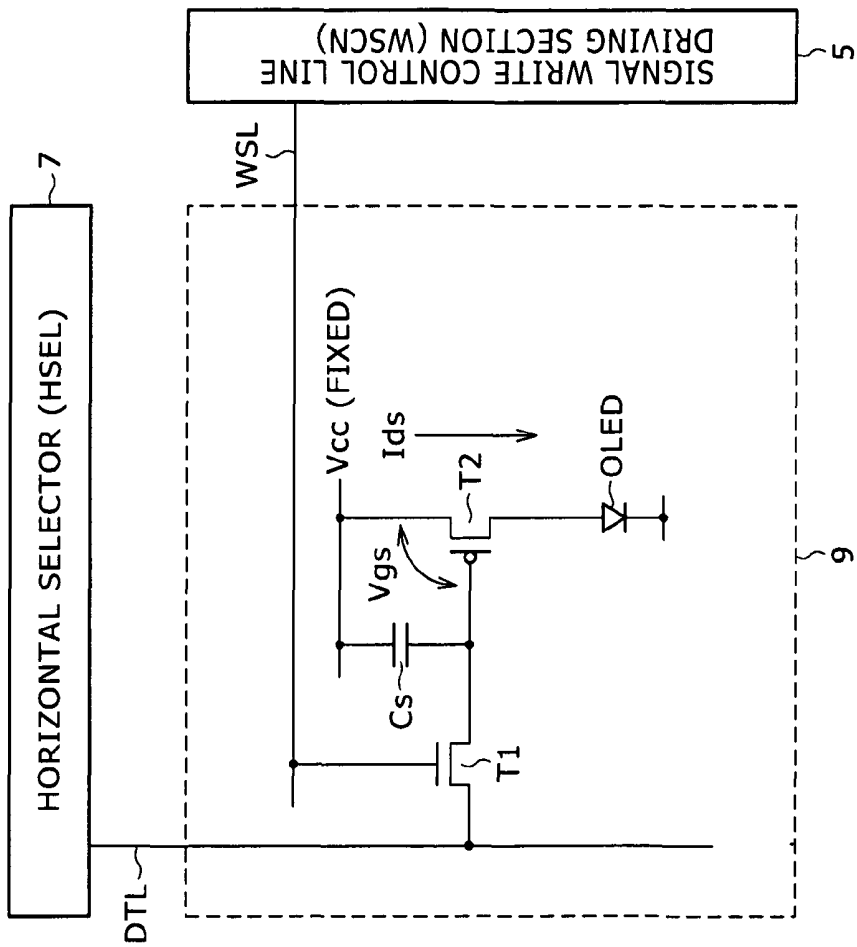 HORIZONTAL SELECTOR (HSEL)
7
DTL
WSL
SIGNAL WRITE CONTROL LINE
DRIVING SECTION (WSCN)
5
Vcc (FIXED)
Ids
Vgs
Cs
T2
T1
OLED
9